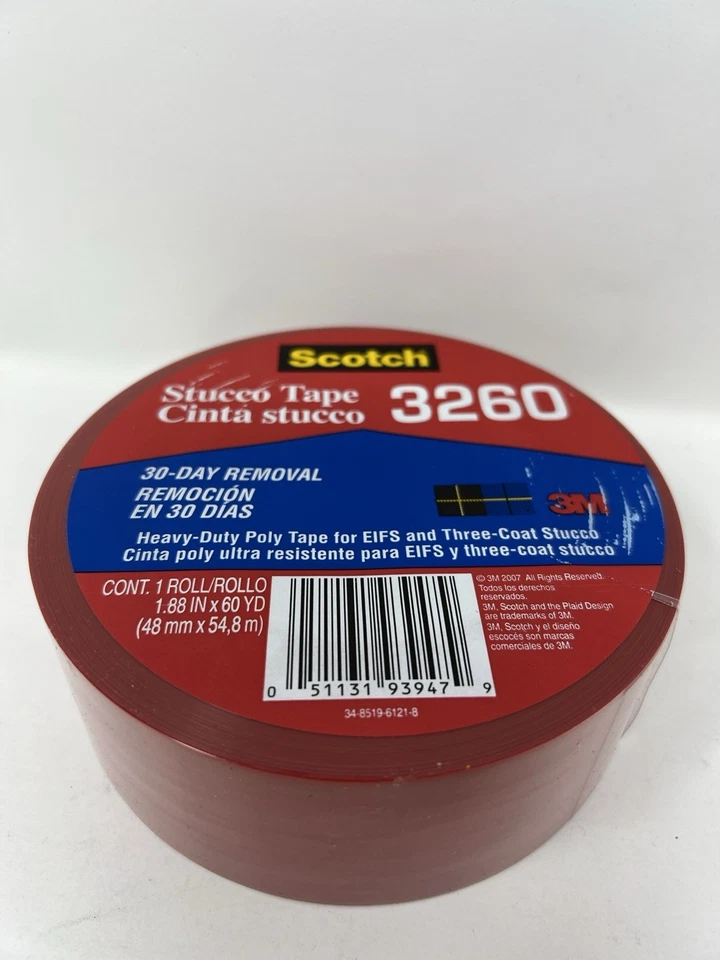 Scotch
Stucco Tape
Cinta stucco
3260
30-DAY REMOVAL
REMOCIÓN
EN 30 DÍAS
3M
Heavy-Duty Poly Tape for EIFS and Three-Coat Stucco
Cinta poly ultra resistente para EIFS y three-coat stucco
CONT. 1 ROLL/ROLLO
1.88 IN x 60 YD
(48 mm x 54,8 m)
0 51131 93947 9
34-8519-6121-8
© 3M 2007 All Rights Reserved.
Todos los derechos
reservados.
3M, Scotch and the Plaid Design
are trademarks of 3M.
3M, Scotch y el diseño
escocés son marcas
comerciales de 3M.